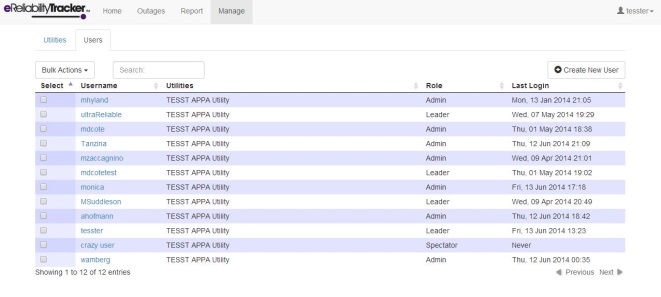 eReliabilityTracker™ Home Outages Report Manage tesster
Utilities Users
Bulk Actions Search: Create New User
Select Username Utilities Role Last Login
mhyland TESST APPA Utility Admin Mon, 13 Jan 2014 21:05
ultraReliable TESST APPA Utility Leader Wed, 07 May 2014 19:29
mdcote TESST APPA Utility Admin Thu, 01 May 2014 18:38
Tanzina TESST APPA Utility Admin Thu, 12 Jun 2014 21:09
mzaccagnino TESST APPA Utility Admin Wed, 09 Apr 2014 21:01
mdcotetest TESST APPA Utility Leader Thu, 01 May 2014 19:02
monica TESST APPA Utility Admin Fri, 13 Jun 2014 17:18
MSuddleson TESST APPA Utility Leader Wed, 09 Apr 2014 20:49
ahofmann TESST APPA Utility Admin Thu, 12 Jun 2014 18:42
tesster TESST APPA Utility Leader Fri, 13 Jun 2014 13:23
crazy user TESST APPA Utility Spectator Never
wamberg TESST APPA Utility Admin Thu, 12 Jun 2014 00:35
Showing 1 to 12 of 12 entries Previous Next